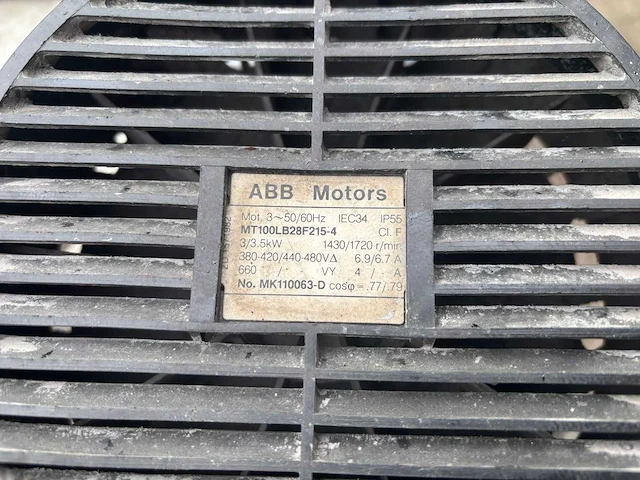 ABB Motors
Mot. 3~50/60Hz IEC34 IP55
MT100LB28F215-4 Cl. F
3/3.5kW 1430/1720 r/min
380-420/440-480VΔ 6.9/6.7 A
660 / - VY 4 / A
No. MK110063-D cosφ = .77/.79